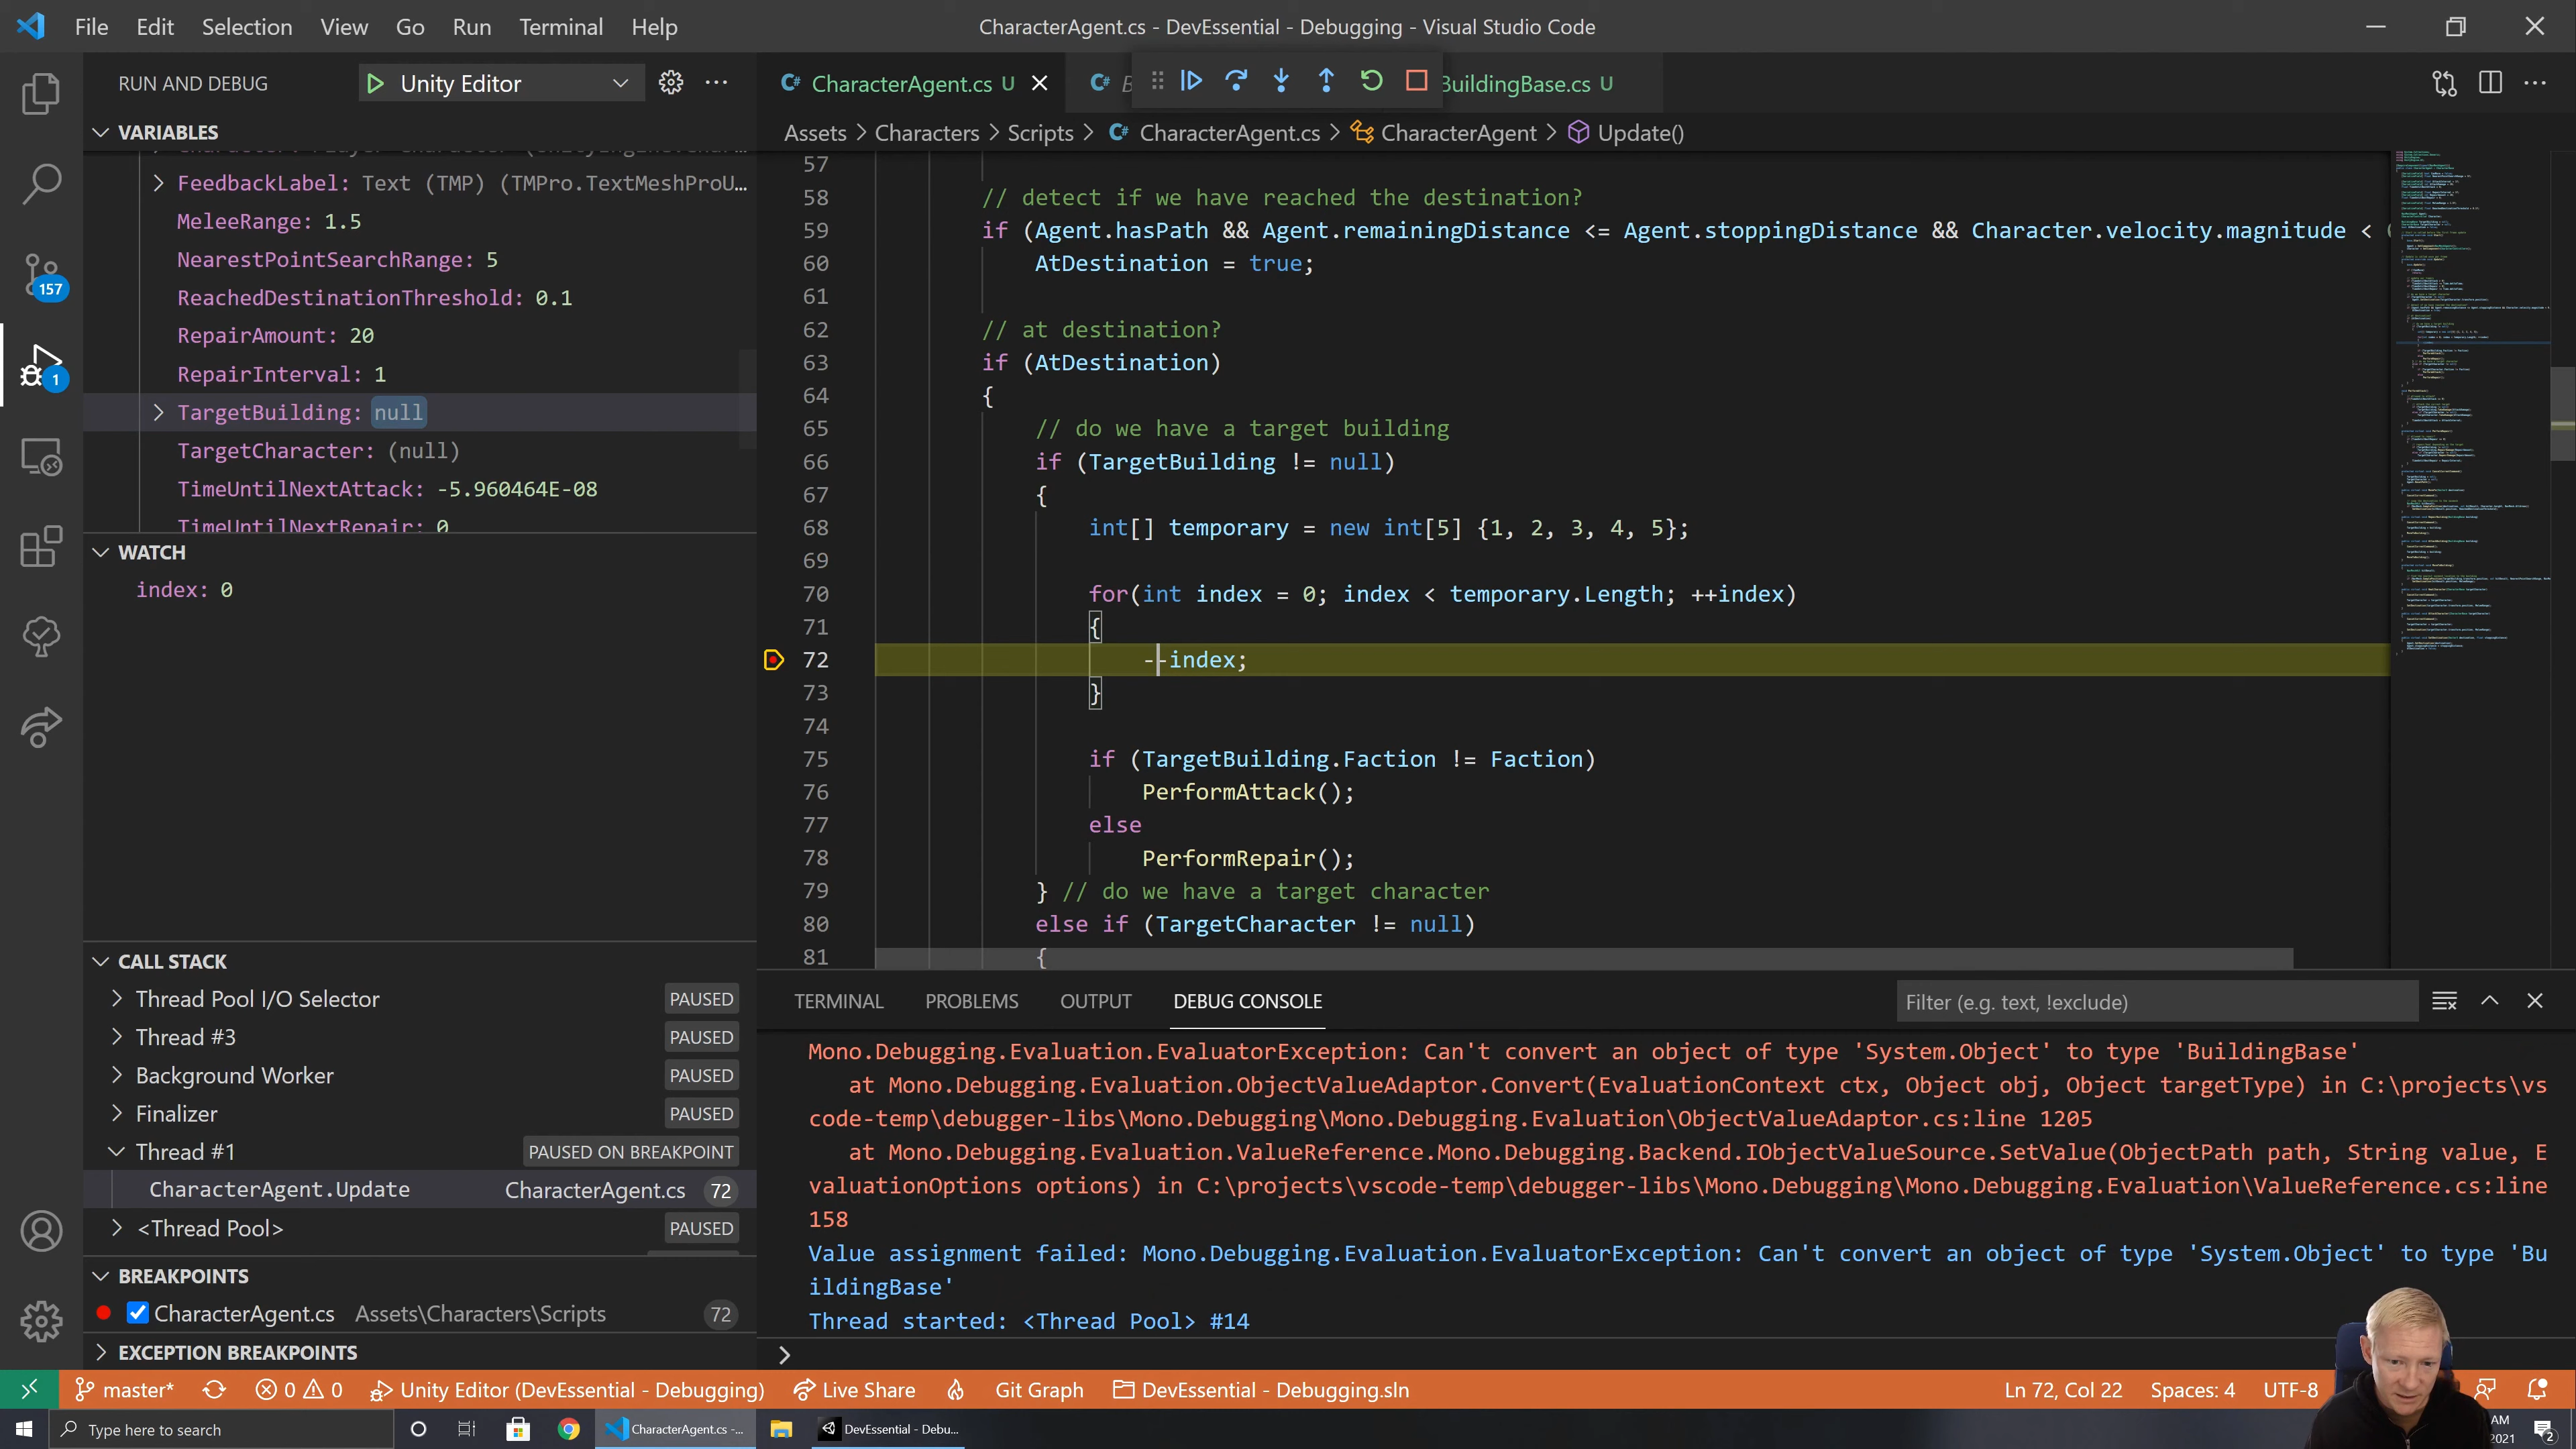 File Edit Selection View Go Run Terminal Help
CharacterAgent.cs - DevEssential - Debugging - Visual Studio Code
RUN AND DEBUG
Unity Editor
CharacterAgent.cs U
BuildingBase.cs U
VARIABLES
Assets > Characters > Scripts > CharacterAgent.cs > CharacterAgent > Update()
FeedbackLabel: Text (TMP) (TMPro.TextMeshProU...
MeleeRange: 1.5
NearestPointSearchRange: 5
ReachedDestinationThreshold: 0.1
RepairAmount: 20
RepairInterval: 1
TargetBuilding: null
TargetCharacter: (null)
TimeUntilNextAttack: -5.960464E-08
TimeUntilNextRepair: 0
WATCH
index: 0
CALL STACK
Thread Pool I/O Selector PAUSED
Thread #3 PAUSED
Background Worker PAUSED
Finalizer PAUSED
Thread #1 PAUSED ON BREAKPOINT
CharacterAgent.Update CharacterAgent.cs 72
<Thread Pool> PAUSED
BREAKPOINTS
CharacterAgent.cs Assets\Characters\Scripts 72
EXCEPTION BREAKPOINTS
157
1
57
58 // detect if we have reached the destination?
59 if (Agent.hasPath && Agent.remainingDistance <= Agent.stoppingDistance && Character.velocity.magnitude <
60 AtDestination = true;
61
62 // at destination?
63 if (AtDestination)
64 {
65 // do we have a target building
66 if (TargetBuilding != null)
67 {
68 int[] temporary = new int[5] {1, 2, 3, 4, 5};
69
70 for(int index = 0; index < temporary.Length; ++index)
71 {
72 --index;
73 }
74
75 if (TargetBuilding.Faction != Faction)
76 PerformAttack();
77 else
78 PerformRepair();
79 } // do we have a target character
80 else if (TargetCharacter != null)
81 {
TERMINAL PROBLEMS OUTPUT DEBUG CONSOLE
Filter (e.g. text, !exclude)
Mono.Debugging.Evaluation.EvaluatorException: Can't convert an object of type 'System.Object' to type 'BuildingBase'
at Mono.Debugging.Evaluation.ObjectValueAdaptor.Convert(EvaluationContext ctx, Object obj, Object targetType) in C:\projects\vs
code-temp\debugger-libs\Mono.Debugging\Mono.Debugging.Evaluation\ObjectValueAdaptor.cs:line 1205
at Mono.Debugging.Evaluation.ValueReference.Mono.Debugging.Backend.IObjectValueSource.SetValue(ObjectPath path, String value, E
valuationOptions options) in C:\projects\vscode-temp\debugger-libs\Mono.Debugging\Mono.Debugging.Evaluation\ValueReference.cs:line
158
Value assignment failed: Mono.Debugging.Evaluation.EvaluatorException: Can't convert an object of type 'System.Object' to type 'Bu
ildingBase'
Thread started: <Thread Pool> #14
master* 0 0 Unity Editor (DevEssential - Debugging) Live Share Git Graph DevEssential - Debugging.sln
Ln 72, Col 22 Spaces: 4 UTF-8
Type here to search
CharacterAgent.cs -...
DevEssential - Debu...
AM
2021
2